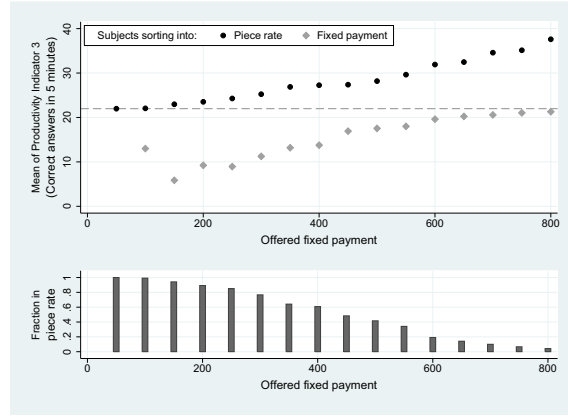 Mean of Productivity Indicator 3
(Correct answers in 5 minutes)
40
30
20
10
0
Subjects sorting into: Piece rate Fixed payment
0 200 400 600 800
Offered fixed payment
Fraction in
piece rate
1
.8
.6
.4
.2
0
0 200 400 600 800
Offered fixed payment